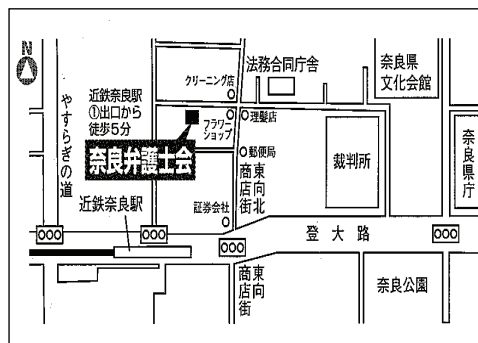 N
法務合同庁舎
奈良県
文化会館
クリーニング店
近鉄奈良駅
①出口から
徒歩5分
フラワー
ショップ
理髪店
やすらぎの道
奈良弁護士会
郵便局
裁判所
奈良県庁
東向北
商店街
近鉄奈良駅
証券会社
登大路
東向
商店街
奈良公園